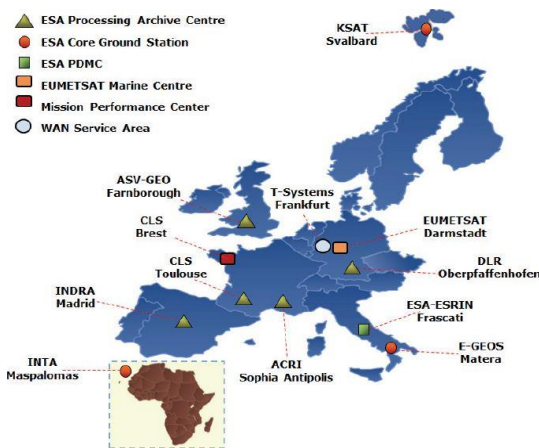 ESA Processing Archive Centre
ESA Core Ground Station
ESA PDMC
EUMETSAT Marine Centre
Mission Performance Center
WAN Service Area
KSAT
Svalbard
ASV-GEO
Farnborough
T-Systems
Frankfurt
CLS
Brest
EUMETSAT
Darmstadt
CLS
Toulouse
DLR
Oberpfaffenhofen
INDRA
Madrid
ESA-ESRIN
Frascati
E-GEOS
Matera
INTA
Maspalomas
ACRI
Sophia Antipolis